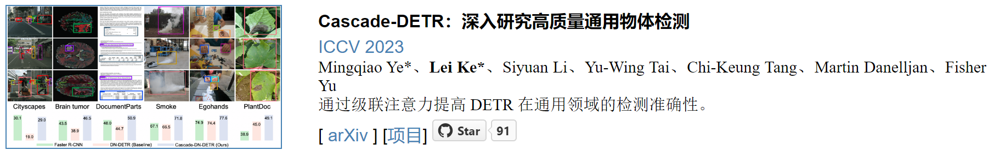 Cascade-DETR：深入研究高质量通用物体检测
ICCV 2023
Mingqiao Ye*、Lei Ke*、Siyuan Li、Yu-Wing Tai、Chi-Keung Tang、Martin Danelljan、Fisher
Yu
通过级联注意力提高 DETR 在通用领域的检测准确性。
[ arXiv ] [项目] Star 91
Cityscapes Brain tumor DocumentParts Smoke Egohands PlantDoc
30.1 19.0 29.0 43.5 38.9 46.5 48.0 44.7 50.9 67.1 66.5 71.8 74.9 74.4 77.6 38.9 45.0 49.1
Faster R-CNN DN-DETR (Baseline) Cascade-DN-DETR (Ours)